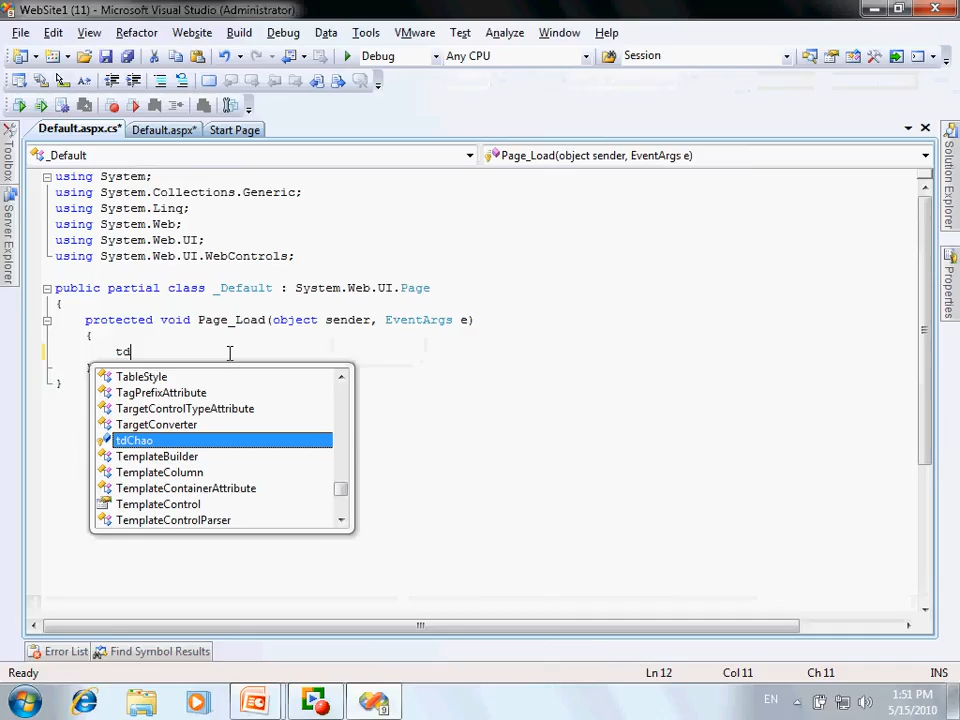 WebSite1 (11) - Microsoft Visual Studio (Administrator)
File Edit View Refactor Website Build Debug Data Tools VMware Test Analyze Window Help
Debug Any CPU Session
Default.aspx.cs* Default.aspx* Start Page
_Default Page_Load(object sender, EventArgs e)
using System;
using System.Collections.Generic;
using System.Linq;
using System.Web;
using System.Web.UI;
using System.Web.UI.WebControls;
public partial class _Default : System.Web.UI.Page
{
protected void Page_Load(object sender, EventArgs e)
{
td
}
}
TableStyle
TagPrefixAttribute
TargetControlTypeAttribute
TargetConverter
tdChao
TemplateBuilder
TemplateColumn
TemplateContainerAttribute
TemplateControl
TemplateControlParser
Toolbox
Server Explorer
Solution Explorer
Properties
Error List Find Symbol Results
Ready Ln 12 Col 11 Ch 11 INS
EN 1:51 PM
5/15/2010